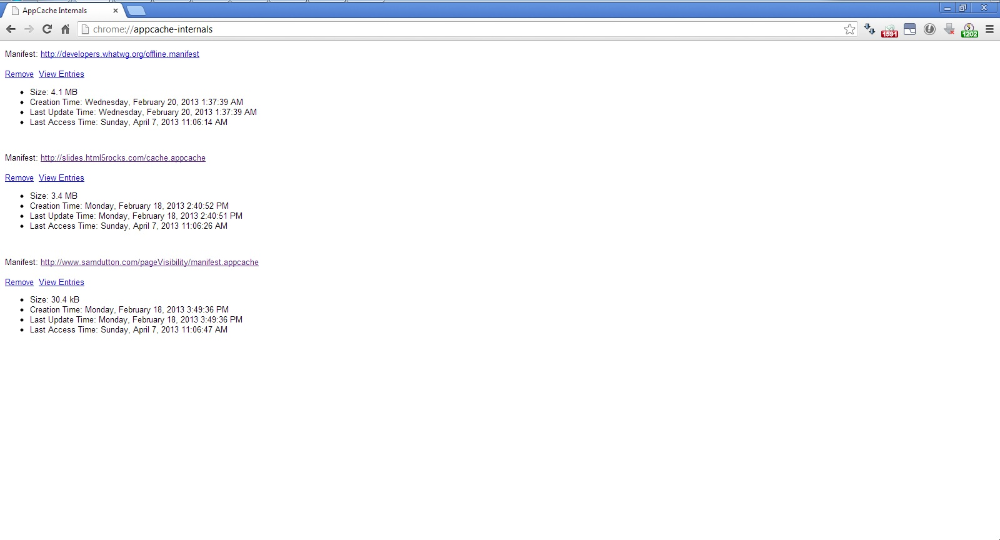 AppCache Internals
chrome://appcache-internals
1591
1202
Manifest: http://developers.whatwg.org/offline.manifest
Remove View Entries
Size: 4.1 MB
Creation Time: Wednesday, February 20, 2013 1:37:39 AM
Last Update Time: Wednesday, February 20, 2013 1:37:39 AM
Last Access Time: Sunday, April 7, 2013 11:06:14 AM
Manifest: http://slides.html5rocks.com/cache.appcache
Remove View Entries
Size: 3.4 MB
Creation Time: Monday, February 18, 2013 2:40:52 PM
Last Update Time: Monday, February 18, 2013 2:40:51 PM
Last Access Time: Sunday, April 7, 2013 11:06:26 AM
Manifest: http://www.samdutton.com/pageVisibility/manifest.appcache
Remove View Entries
Size: 30.4 kB
Creation Time: Monday, February 18, 2013 3:49:36 PM
Last Update Time: Monday, February 18, 2013 3:49:36 PM
Last Access Time: Sunday, April 7, 2013 11:06:47 AM